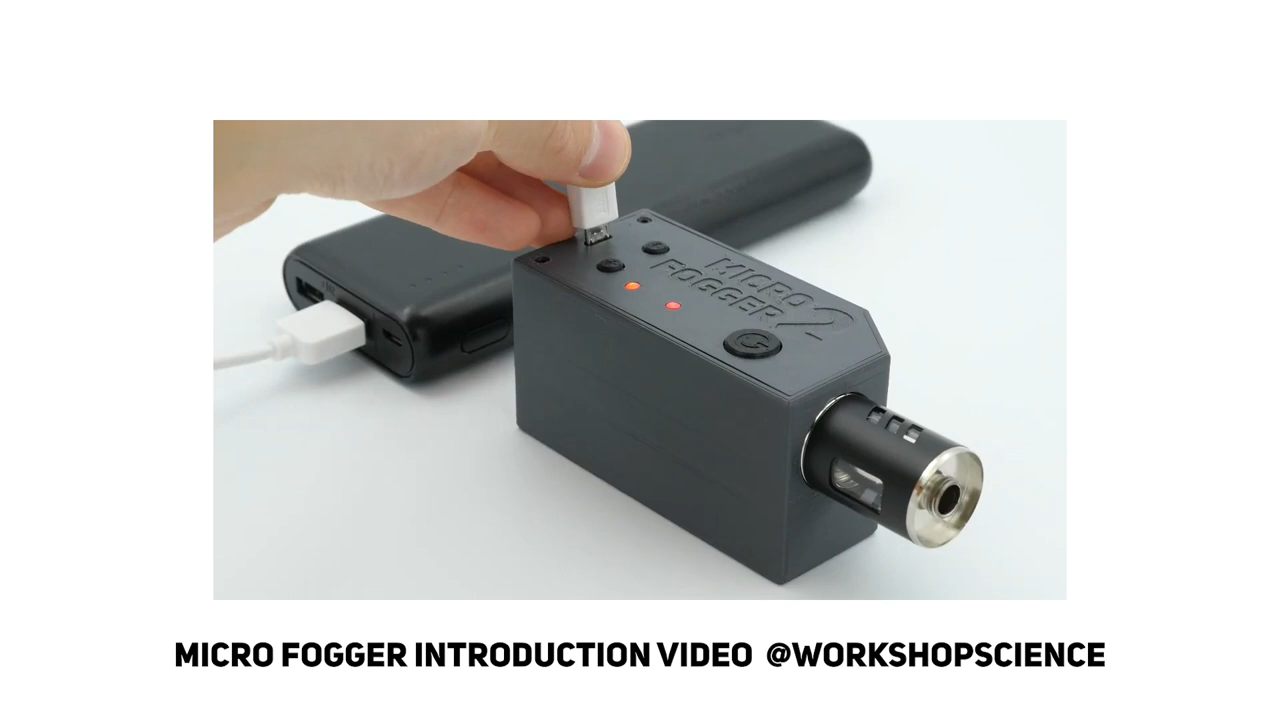 MICRO
FOGGER 2
MICRO FOGGER INTRODUCTION VIDEO @WORKSHOPSCIENCE